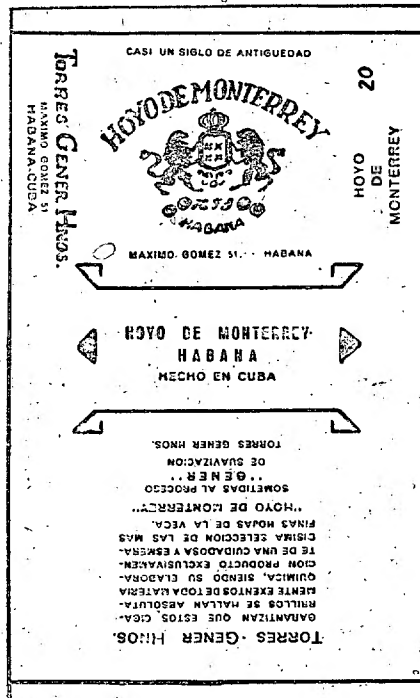 CASI UN SIGLO DE ANTIGUEDAD
HOYO DE MONTERREY
HABANA
MAXIMO GOMEZ 51. HABANA
TORRES GENER HNOS.
MAXIMO GOMEZ 51
HABANA-CUBA
20
HOYO
DE
MONTERREY
HOYO DE MONTERREY
HABANA
HECHO EN CUBA
TORRES - GENER HNOS.
GARANTIZAN QUE ESTOS CIGA-
RRILLOS SE HALLAN ABSOLUTA-
MENTE EXENTOS DE TODA MATERIA
QUIMICA, SIENDO SU ELABORA-
CION PRODUCTO EXCLUSIVAMEN-
TE DE UNA CUIDADOSA Y ESMERA-
CISIMA SELECCION DE LAS MAS
FINAS HOJAS DE LA VEGA.
"HOYO DE MONTERREY"
SOMETIDAS AL PROCESO
"GENER"
DE SUAVIZACION
TORRES GENER HNOS.